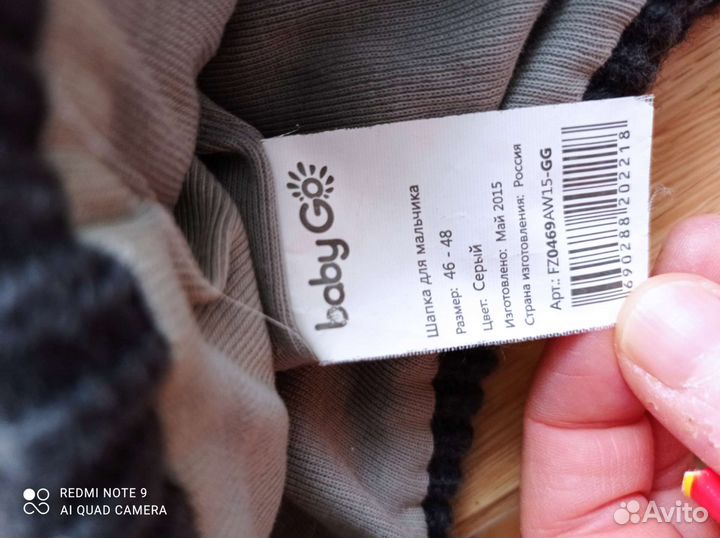 baby GO
Шапка для мальчика
Размер: 46 - 48
Цвет: Серый
Изготовлено: Май 2015
Страна изготовления: Россия
Арт.: FZ0469AW15-GG
690288202218
REDMI NOTE 9
AI QUAD CAMERA
Avito